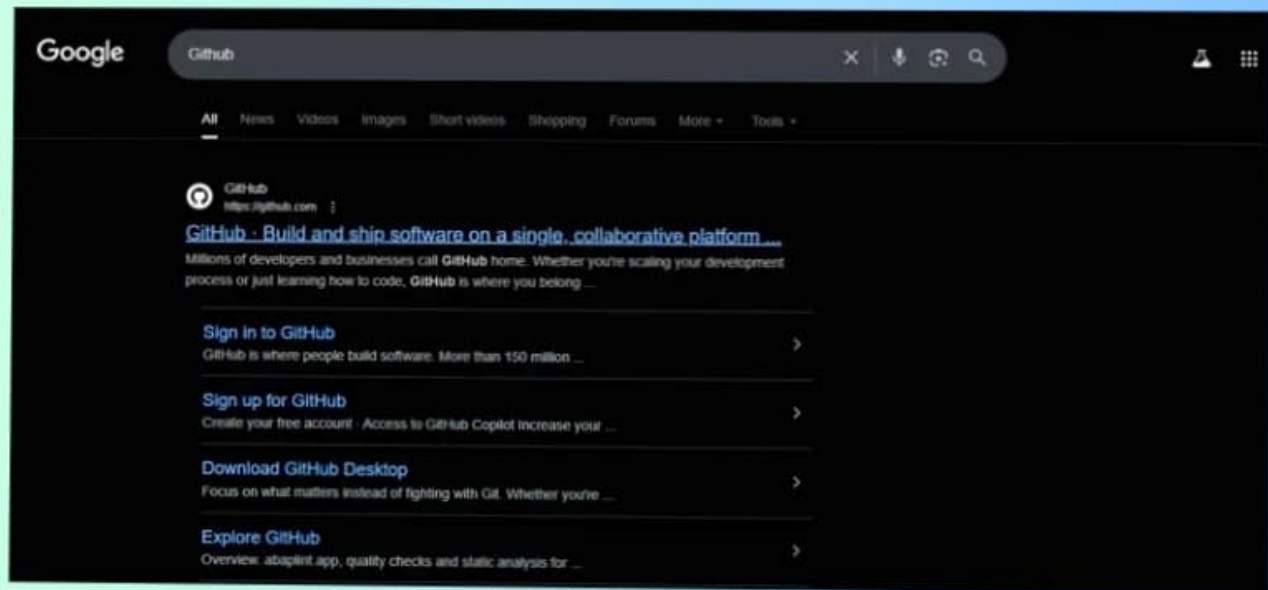 Google
Github
All News Videos Images Short videos Shopping Forums More Tools
GitHub
https://github.com
GitHub · Build and ship software on a single, collaborative platform ...
Millions of developers and businesses call GitHub home. Whether you're scaling your development
process or just learning how to code, GitHub is where you belong ...
Sign in to GitHub
GitHub is where people build software. More than 150 million ...
Sign up for GitHub
Create your free account · Access to GitHub Copilot Increase your ...
Download GitHub Desktop
Focus on what matters instead of fighting with Git. Whether you're ...
Explore GitHub
Overview. abaplint.app, quality checks and static analysis for ...